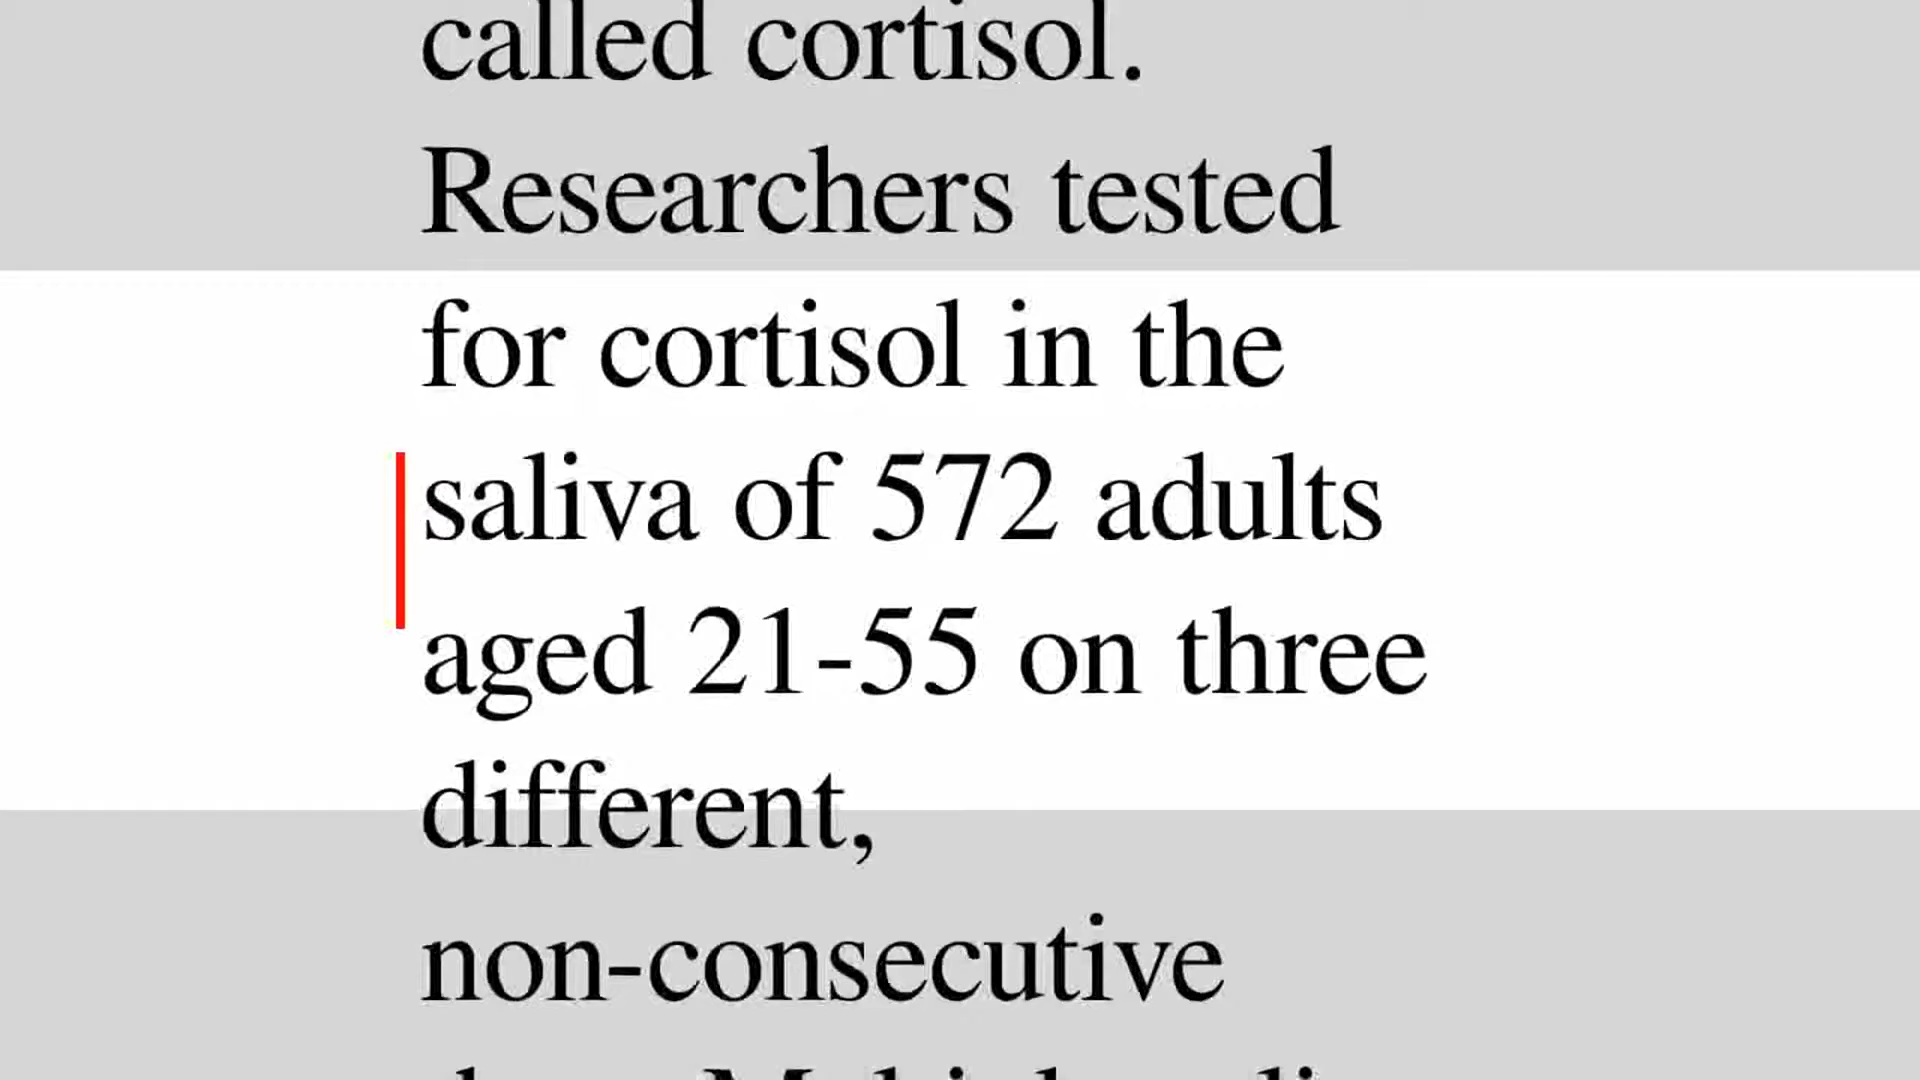 called cortisol.
Researchers tested
for cortisol in the
saliva of 572 adults
aged 21-55 on three
different,
non-consecutive